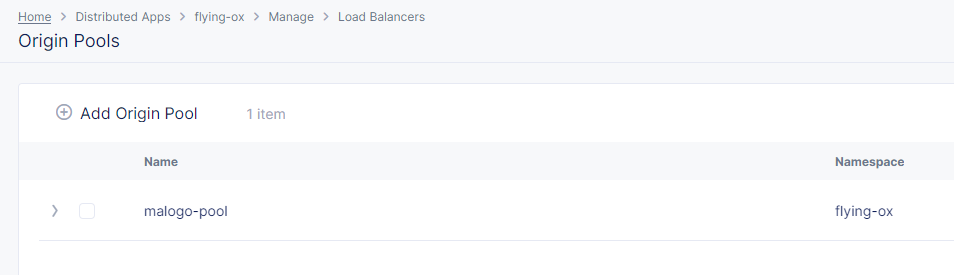 Home > Distributed Apps > flying-ox > Manage > Load Balancers
Origin Pools
Add Origin Pool 1 item
Name Namespace
malogo-pool flying-ox